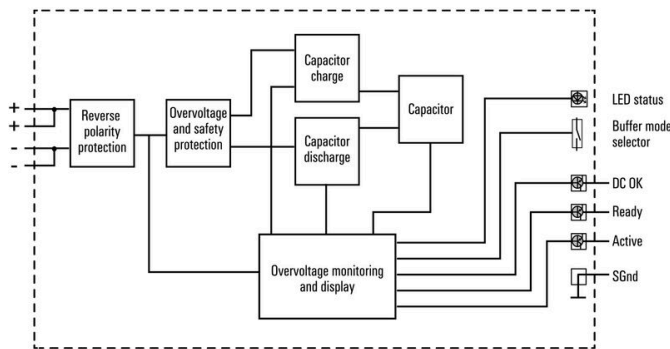 +
+
-
-
Reverse
polarity
protection
Overvoltage
and safety
protection
Capacitor
charge
Capacitor
discharge
Capacitor
Overvoltage monitoring
and display
LED status
Buffer mode
selector
DC OK
Ready
Active
SGnd